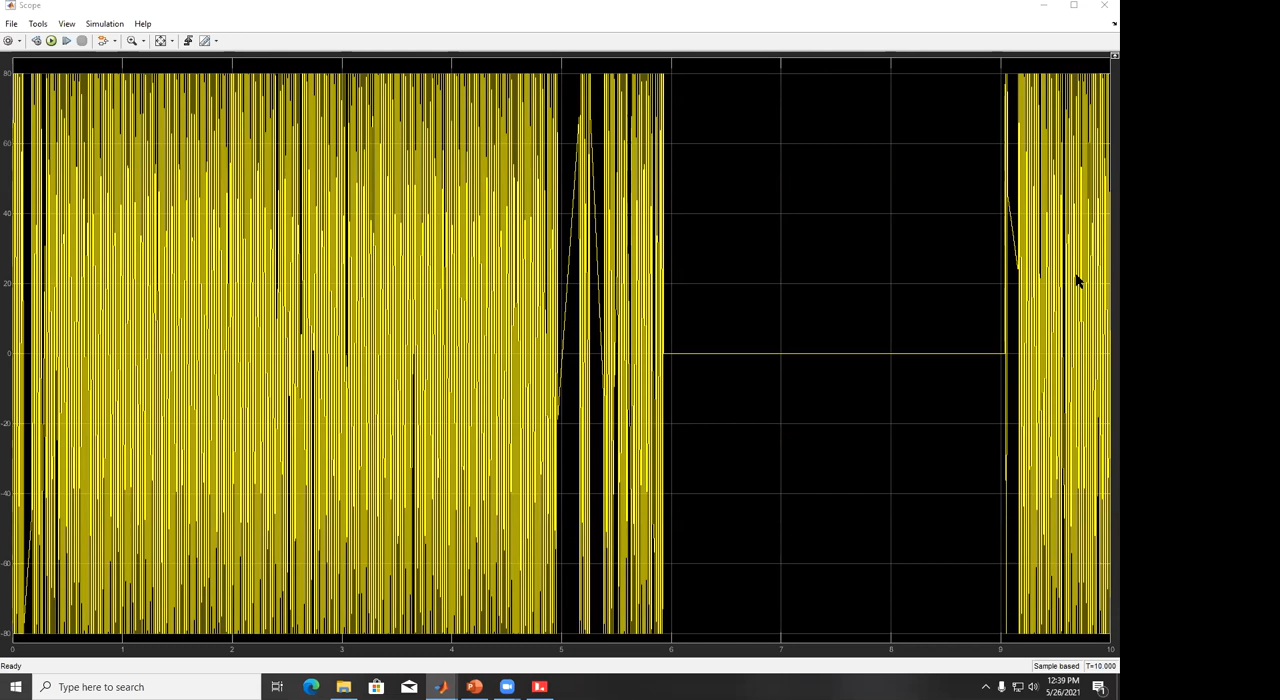 Scope
File Tools View Simulation Help
80
60
40
20
0
-20
-40
-60
-80
0 1 2 3 4 5 6 7 8 9 10
Ready
Sample based T=10.000
Type here to search
12:39 PM
5/26/2021
1